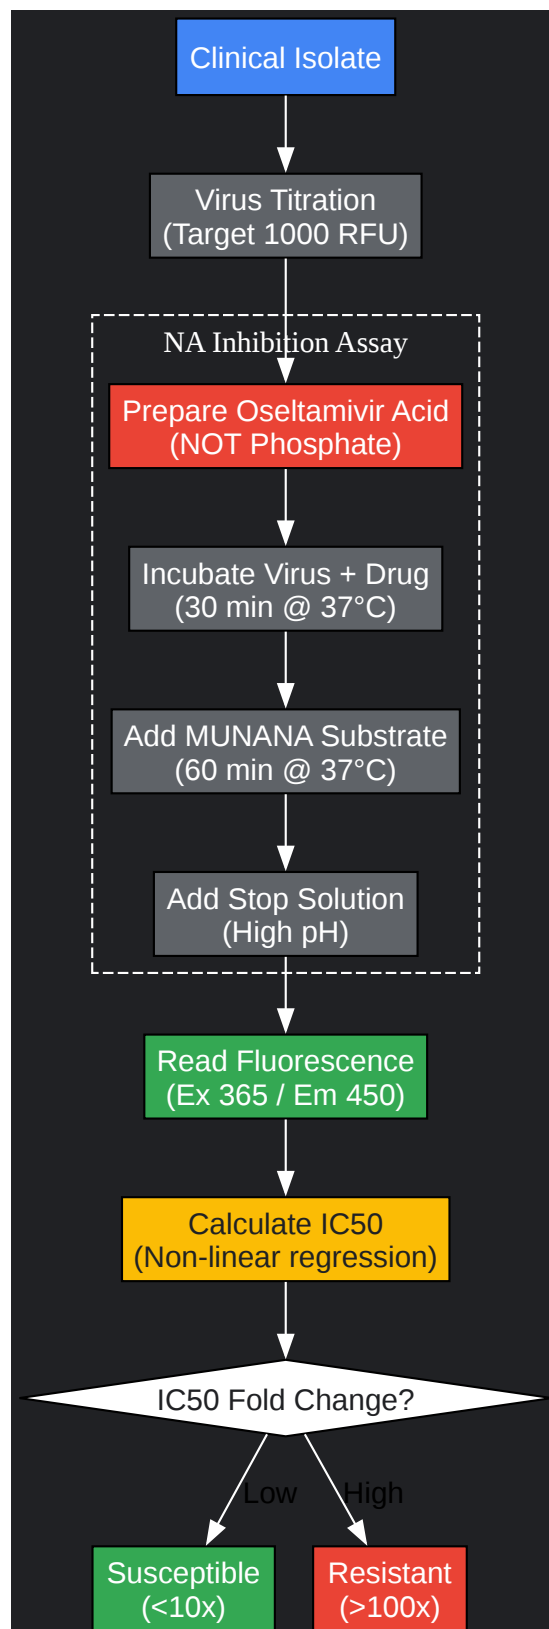 Clinical Isolate
Virus Titration
(Target 1000 RFU)
NA Inhibition Assay
Prepare Oseltamivir Acid
(NOT Phosphate)
Incubate Virus + Drug
(30 min @ 37°C)
Add MUNANA Substrate
(60 min @ 37°C)
Add Stop Solution
(High pH)
Read Fluorescence
(Ex 365 / Em 450)
Calculate IC50
(Non-linear regression)
IC50 Fold Change?
Low
High
Susceptible
(<10x)
Resistant
(>100x)